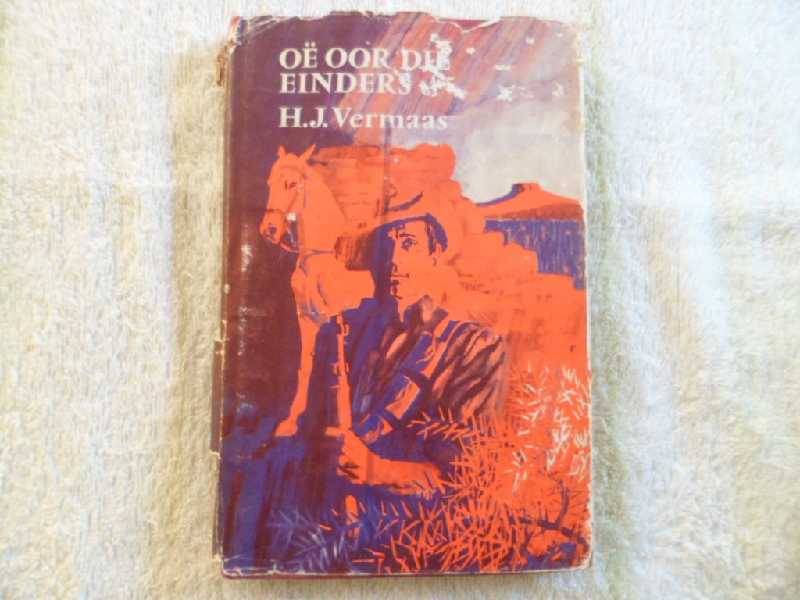 OË OOR DIE
EINDERS
H.J. Vermaas